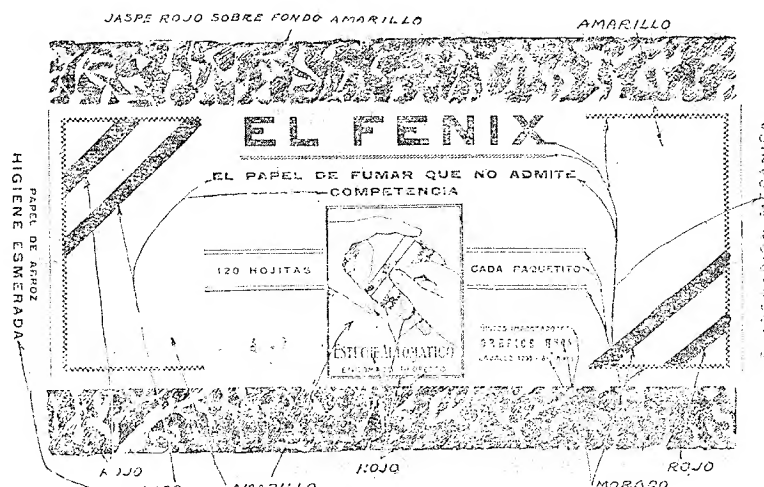 JASPE ROJO SOBRE FONDO AMARILLO
AMARILLO
EL FENIX
EL PAPEL DE FUMAR QUE NO ADMITE
COMPETENCIA
PAPEL DE ARROZ
HIGIENE ESMERADA
120 HOJITAS
CADA PAQUETITO
ESTUCHE AUTOMATICO
ROJO
AMARILLO
ROJO
MORADO
ROJO